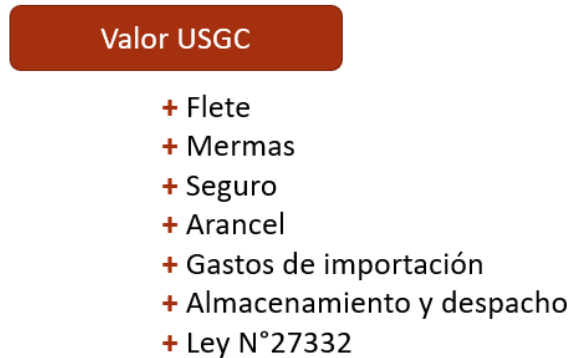 Valor USGC
+ Flete
+ Mermas
+ Seguro
+ Arancel
+ Gastos de importación
+ Almacenamiento y despacho
+ Ley N°27332